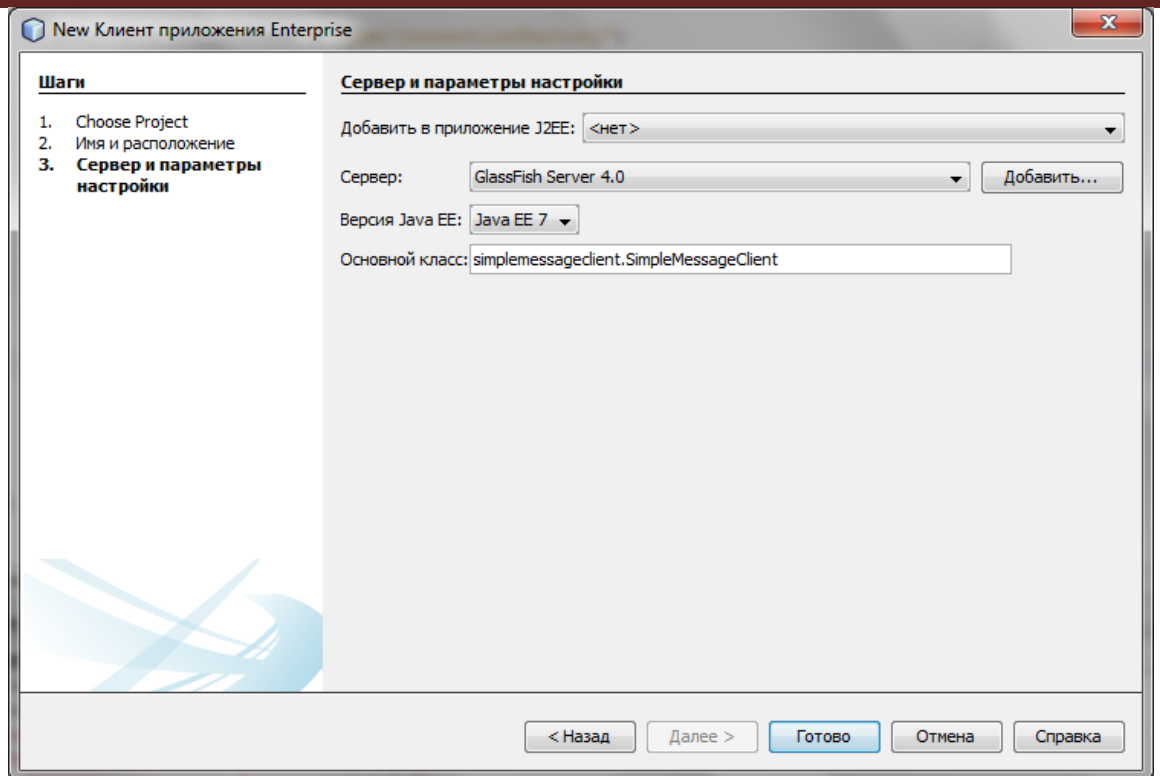 New Клиент приложения Enterprise
Шаги
1. Choose Project
2. Имя и расположение
3. Сервер и параметры
настройки
Сервер и параметры настройки
Добавить в приложение J2EE: <нет>
Сервер: GlassFish Server 4.0 Добавить...
Версия Java EE: Java EE 7
Основной класс: simplemessageclient.SimpleMessageClient
< Назад Далее > Готово Отмена Справка